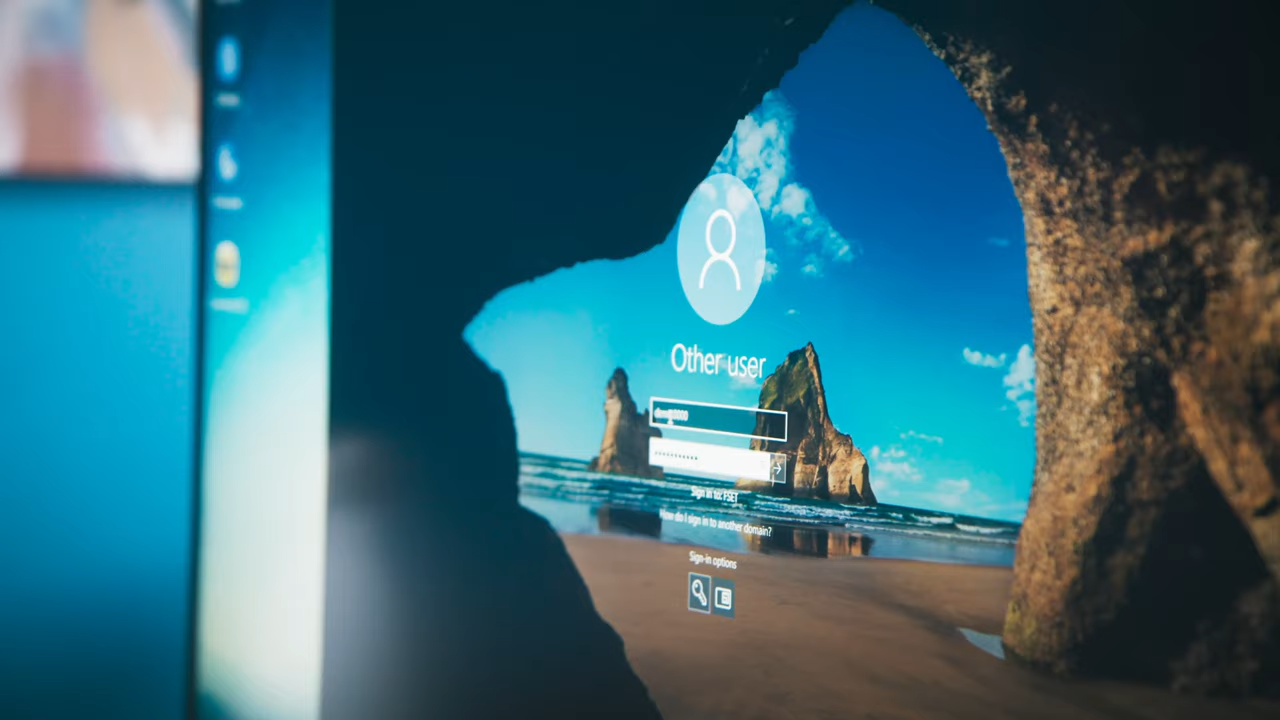 Other user
Sign in to: FSET
How do I sign in to another domain?
Sign-in options